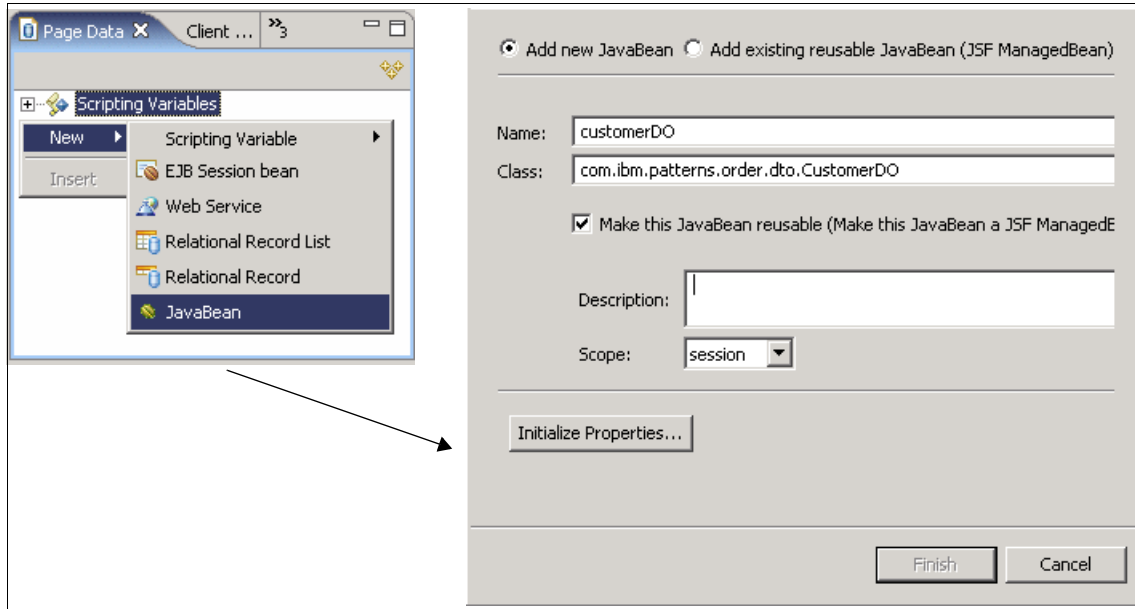 Page Data
Client ...
»3
Scripting Variables
New
Insert
Scripting Variable
EJB Session bean
Web Service
Relational Record List
Relational Record
JavaBean
Add new JavaBean Add existing reusable JavaBean (JSF ManagedBean)
Name: customerDO
Class: com.ibm.patterns.order.dto.CustomerDO
Make this JavaBean reusable (Make this JavaBean a JSF ManagedE
Description:
Scope: session
Initialize Properties...
Finish Cancel